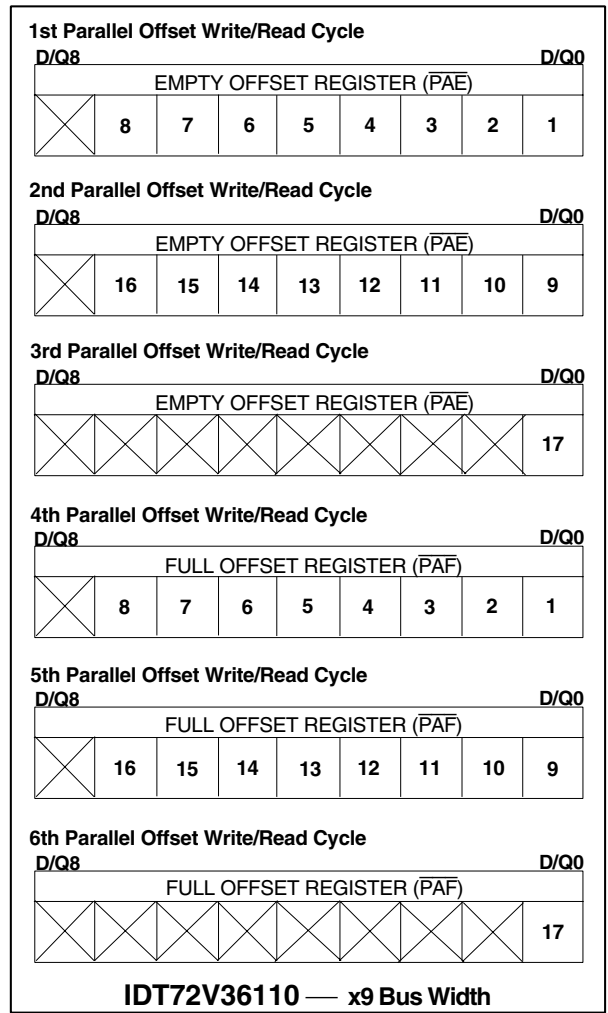 1st Parallel Offset Write/Read Cycle
D/Q8 D/Q0
EMPTY OFFSET REGISTER (PAE)
8 7 6 5 4 3 2 1
2nd Parallel Offset Write/Read Cycle
D/Q8 D/Q0
EMPTY OFFSET REGISTER (PAE)
16 15 14 13 12 11 10 9
3rd Parallel Offset Write/Read Cycle
D/Q8 D/Q0
EMPTY OFFSET REGISTER (PAE)
17
4th Parallel Offset Write/Read Cycle
D/Q8 D/Q0
FULL OFFSET REGISTER (PAF)
8 7 6 5 4 3 2 1
5th Parallel Offset Write/Read Cycle
D/Q8 D/Q0
FULL OFFSET REGISTER (PAF)
16 15 14 13 12 11 10 9
6th Parallel Offset Write/Read Cycle
D/Q8 D/Q0
FULL OFFSET REGISTER (PAF)
17
IDT72V36110 — x9 Bus Width